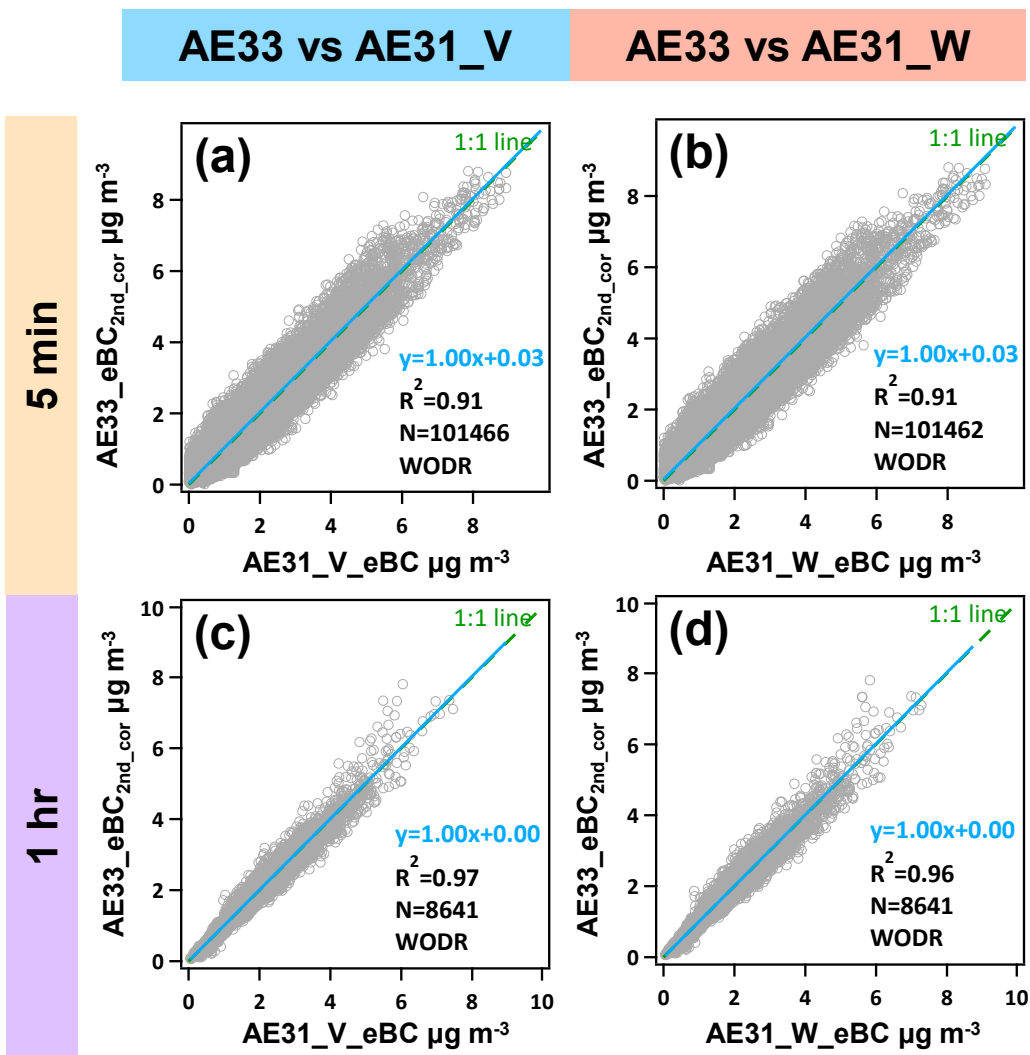 AE33 vs AE31_V
AE33 vs AE31_W
5 min
1 hr
(a)
1:1 line
AE33_eBC2nd_cor µg m-3
8
6
4
2
0
y=1.00x+0.03
R2=0.91
N=101466
WODR
0 2 4 6 8
AE31_V_eBC µg m-3
(b)
1:1 line
AE33_eBC2nd_cor µg m-3
8
6
4
2
0
y=1.00x+0.03
R2=0.91
N=101462
WODR
0 2 4 6 8
AE31_W_eBC µg m-3
(c)
1:1 line
AE33_eBC2nd_cor µg m-3
10
8
6
4
2
0
y=1.00x+0.00
R2=0.97
N=8641
WODR
0 2 4 6 8 10
AE31_V_eBC µg m-3
(d)
1:1 line
AE33_eBC2nd_cor µg m-3
10
8
6
4
2
0
y=1.00x+0.00
R2=0.96
N=8641
WODR
0 2 4 6 8 10
AE31_W_eBC µg m-3